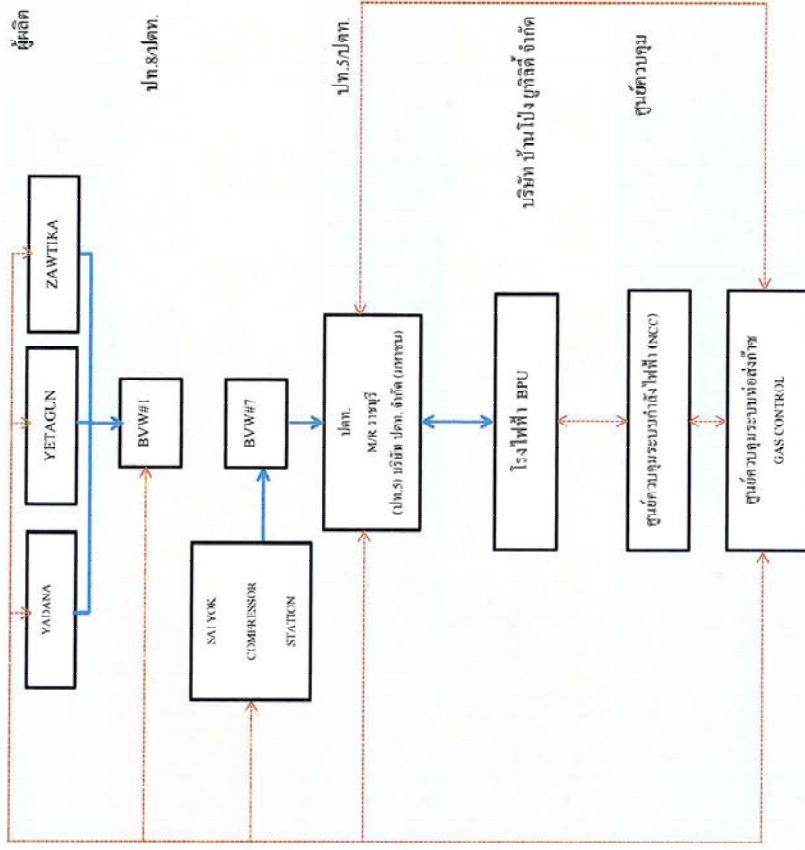 ผู้ผลิต
YADANA
YETAGUN
ZAWTIKA
ปท.8/ปตท.
BVW#1
SAI YOK
COMPRESSOR
STATION
BVW#7
ปท.5/ปตท.
ปตท.
M/R ราชบุรี
(ปท.5) บริษัท ปตท. จำกัด (มหาชน)
บริษัท บ้านโป่ง ยูทิลิตี้ จำกัด
โรงไฟฟ้า BPU
ศูนย์ควบคุม
ศูนย์ควบคุมระบบกำลังไฟฟ้า (NCC)
ศูนย์ควบคุมระบบท่อส่งก๊าซ
GAS CONTROL